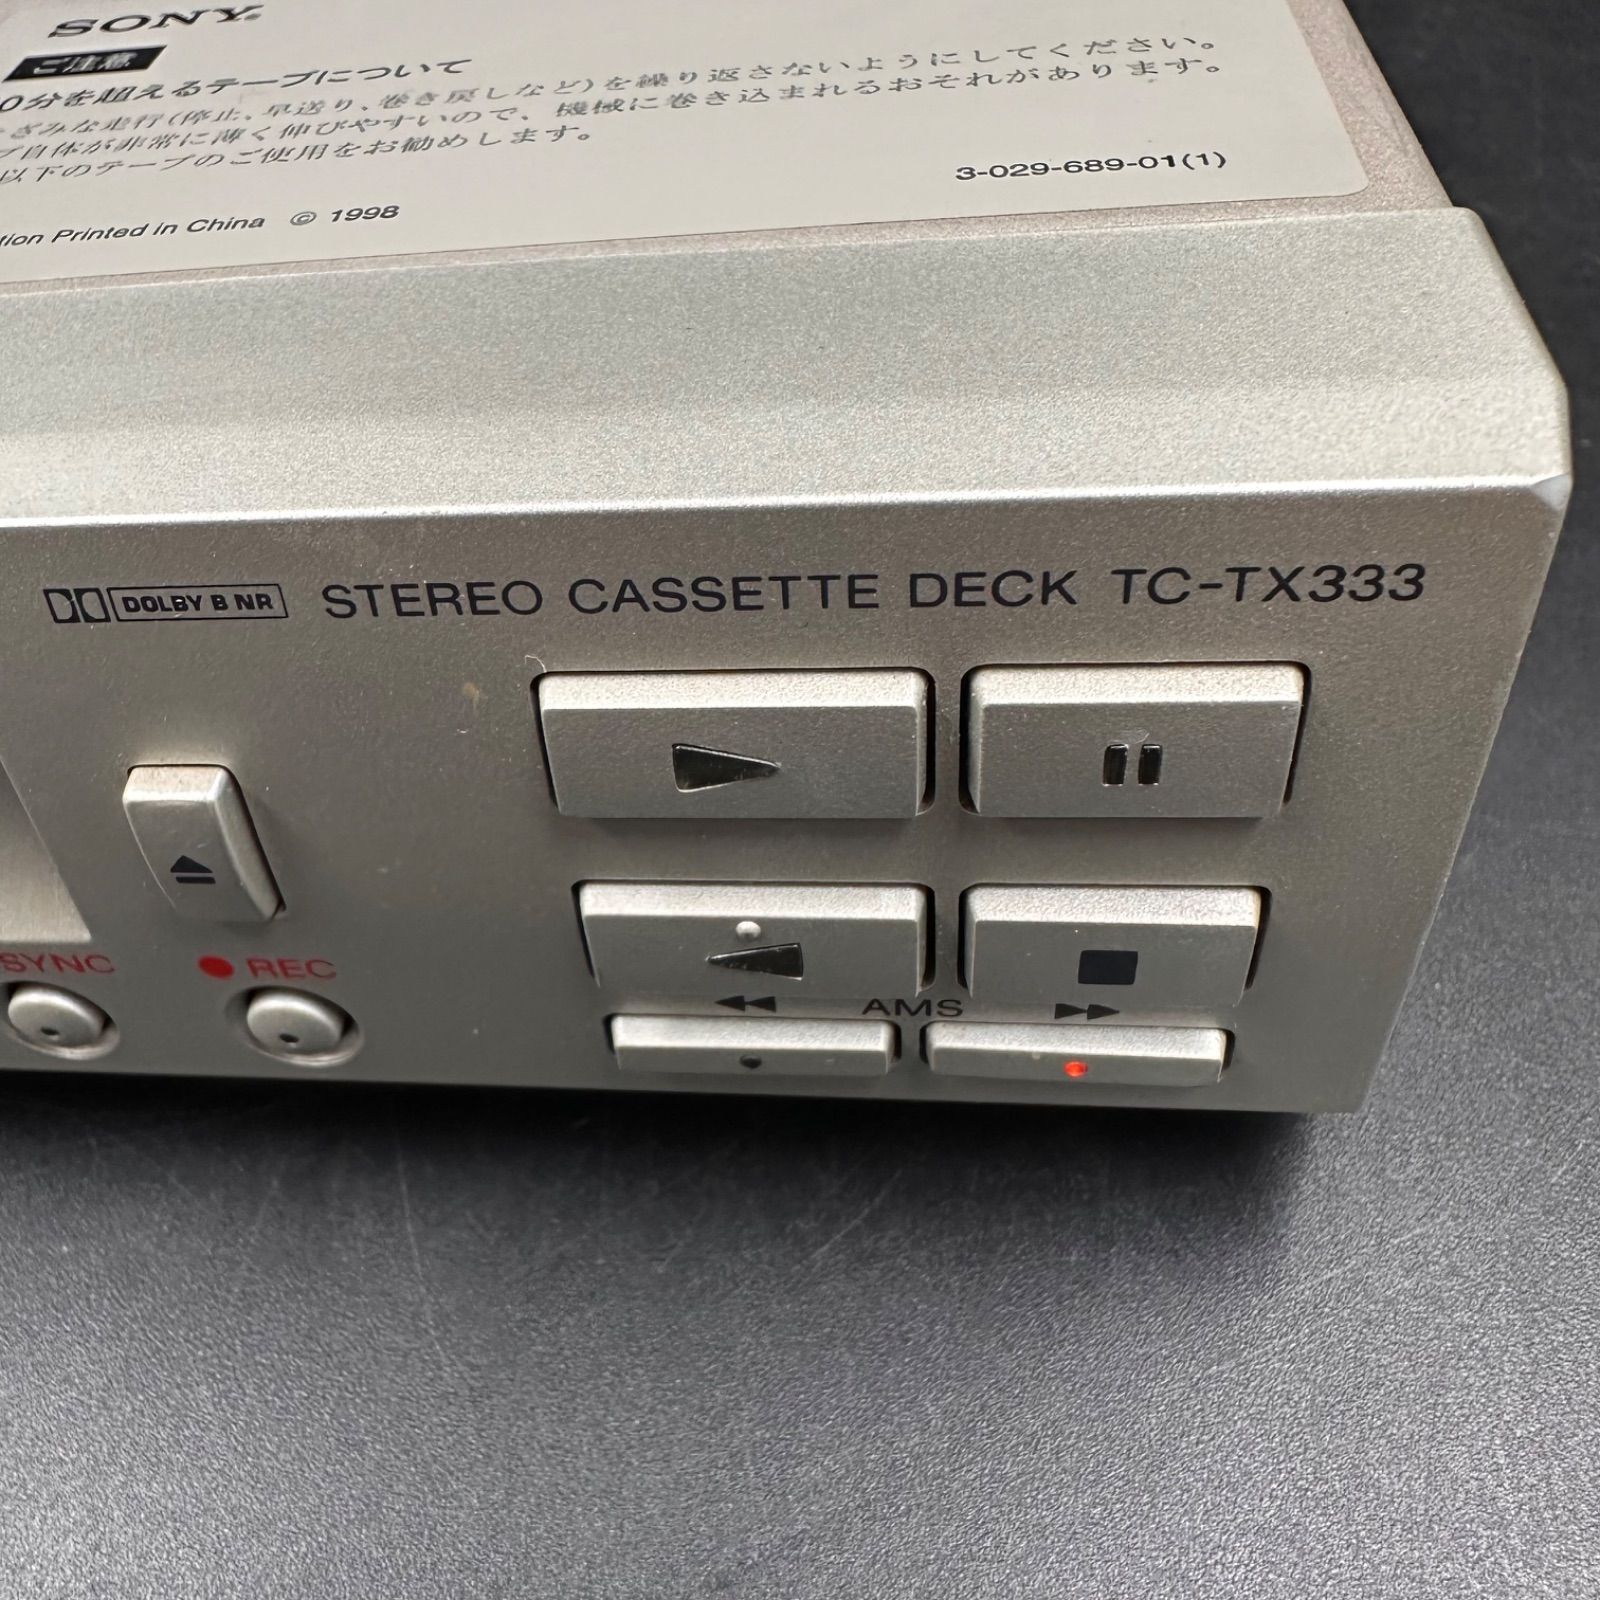 SONY.
ご注意
0分を超えるテープについて
ぎみな走行(停止、早送り、巻き戻しなど)を繰り返さないようにしてください。
プ自体が非常に薄く伸びやすいので、機械に巻き込まれるおそれがあります。
以下のテープのご使用をお勧めします。
3-029-689-01(1)
tion Printed in China © 1998
DOLBY B NR STEREO CASSETTE DECK TC-TX333
SYNC
REC
AMS